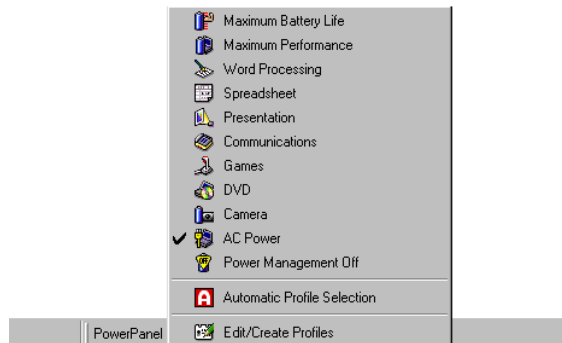 Maximum Battery Life
Maximum Performance
Word Processing
Spreadsheet
Presentation
Communications
Games
DVD
Camera
AC Power
Power Management Off
Automatic Profile Selection
PowerPanel
Edit/Create Profiles